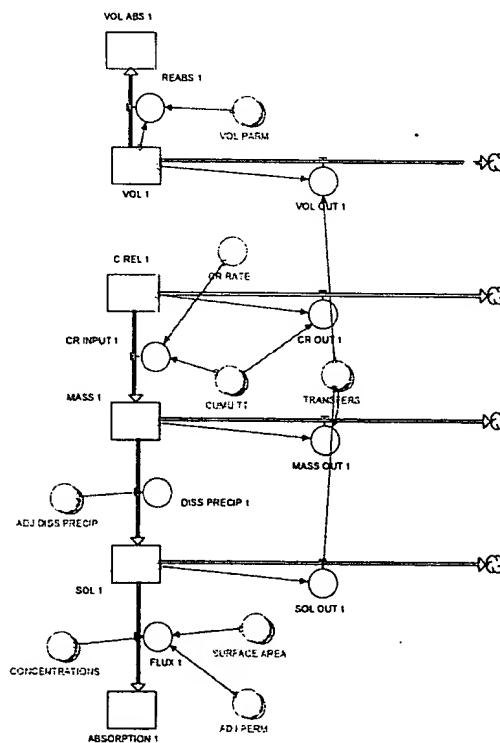 VOL ABS 1
REABS 1
VOL PARM
VOL 1
VOL OUT 1
C REL 1
CR RATE
CR INPUT 1
CR OUT 1
CUMU TT
TRANSFERS
MASS 1
MASS OUT 1
DISS PRECIP 1
ADJ DISS PRECIP
SOL 1
SOL OUT 1
SURFACE AREA
CONCENTRATIONS
FLUX 1
ADJ PERM
ABSORPTION 1